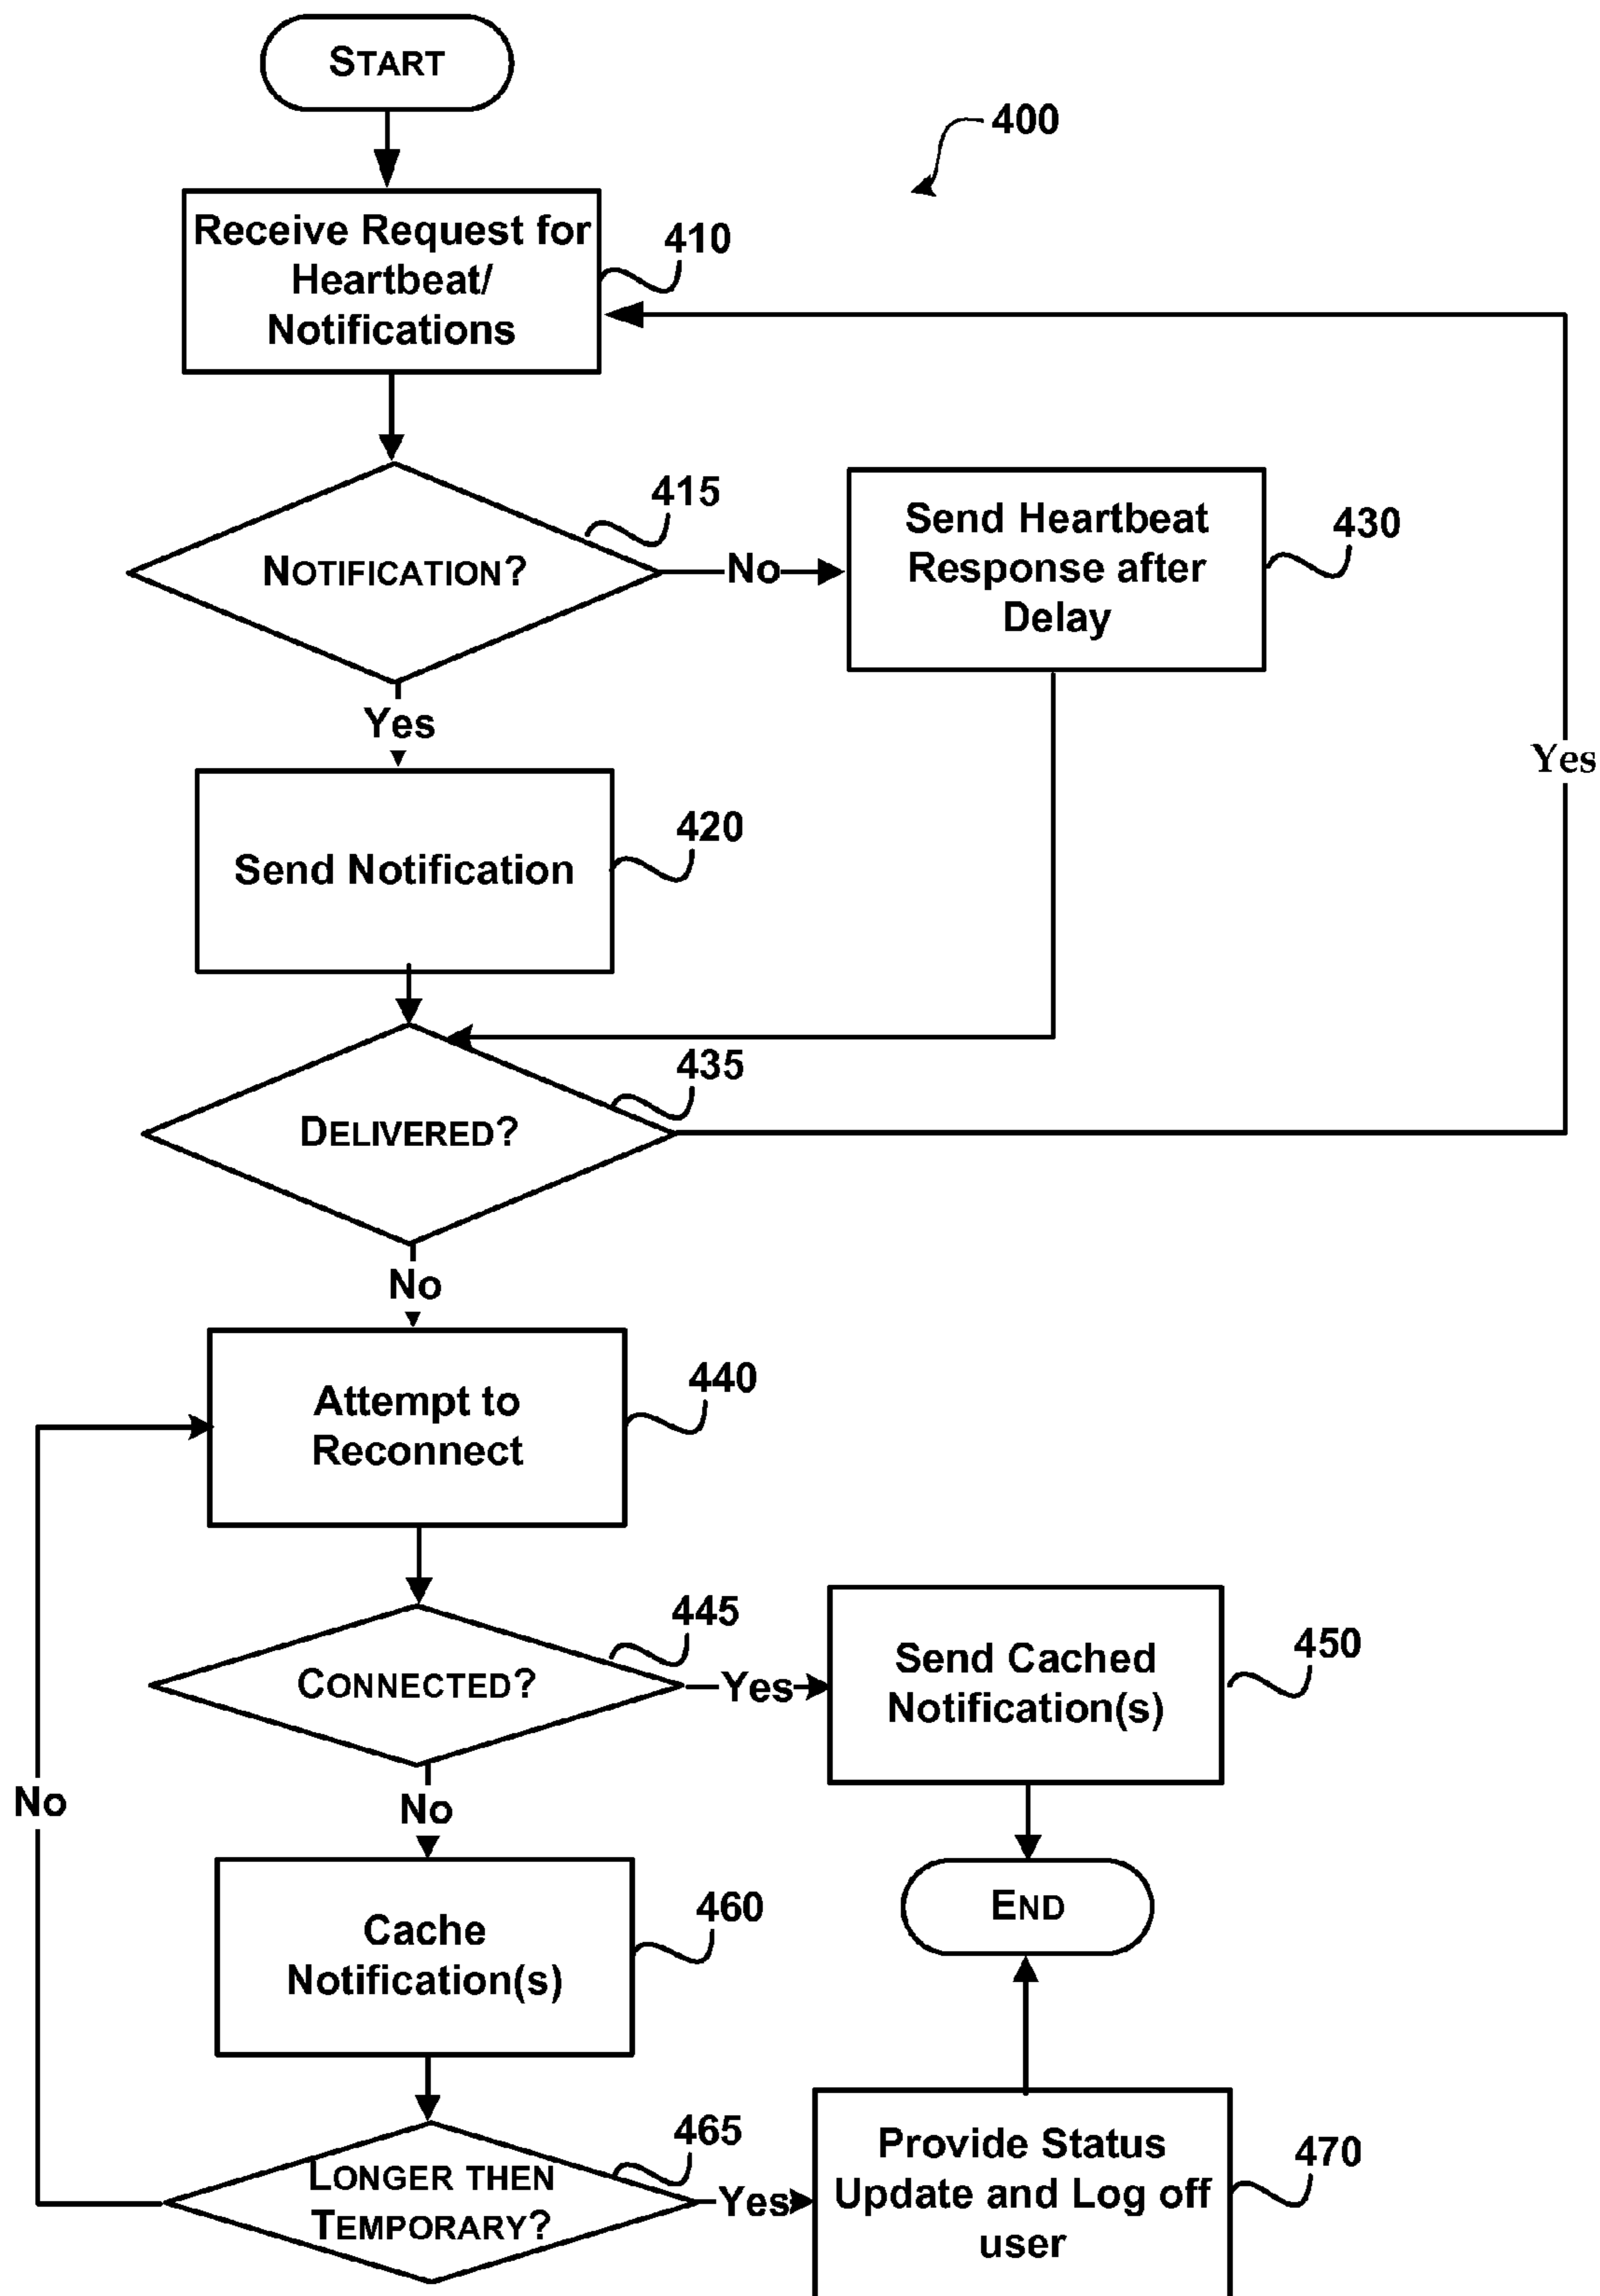 START
400
Receive Request for
Heartbeat/
Notifications
410
NOTIFICATION?
415
No
Send Heartbeat
Response after
Delay
430
Yes
Yes
Send Notification
420
DELIVERED?
435
No
Attempt to
Reconnect
440
CONNECTED?
445
Yes
Send Cached
Notification(s)
450
No
No
Cache
Notification(s)
460
END
LONGER THEN
TEMPORARY?
465
Yes
Provide Status
Update and Log off
user
470